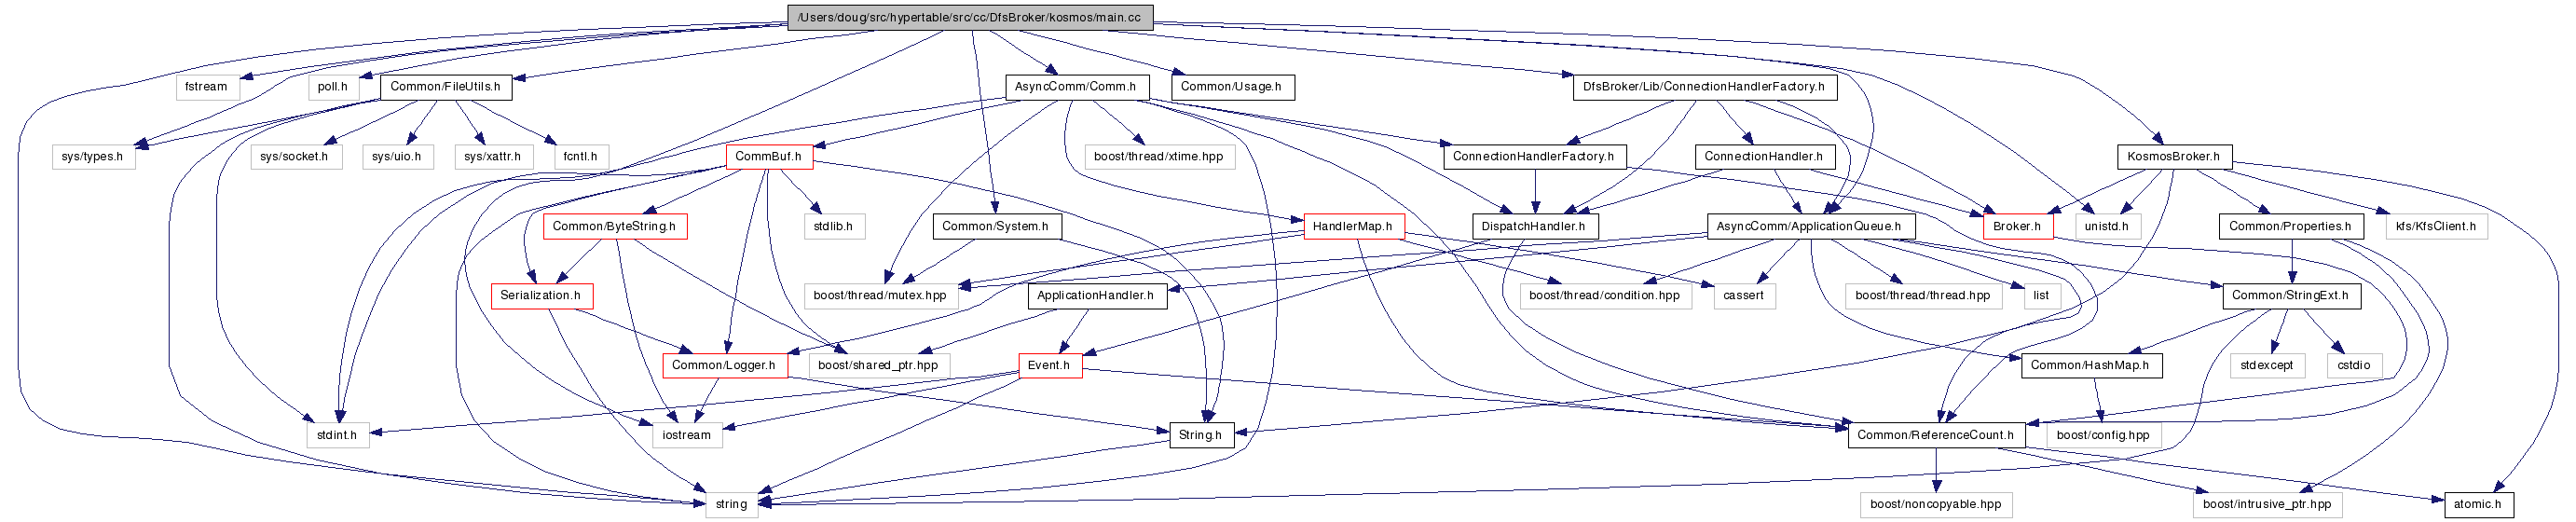 /Users/doug/src/hypertable/src/cc/DfsBroker/kosmos/main.cc
fstream
poll.h
Common/FileUtils.h
AsyncComm/Comm.h
Common/Usage.h
DfsBroker/Lib/ConnectionHandlerFactory.h
sys/types.h
sys/socket.h
sys/uio.h
sys/xattr.h
fcntl.h
CommBuf.h
boost/thread/xtime.hpp
ConnectionHandlerFactory.h
ConnectionHandler.h
KosmosBroker.h
Common/ByteString.h
stdlib.h
Common/System.h
HandlerMap.h
DispatchHandler.h
AsyncComm/ApplicationQueue.h
Broker.h
unistd.h
Common/Properties.h
kfs/KfsClient.h
Serialization.h
boost/thread/mutex.hpp
ApplicationHandler.h
boost/thread/condition.hpp
cassert
boost/thread/thread.hpp
list
Common/StringExt.h
Common/Logger.h
boost/shared_ptr.hpp
Event.h
Common/HashMap.h
stdexcept
cstdio
stdint.h
iostream
String.h
Common/ReferenceCount.h
boost/config.hpp
string
boost/noncopyable.hpp
boost/intrusive_ptr.hpp
atomic.h